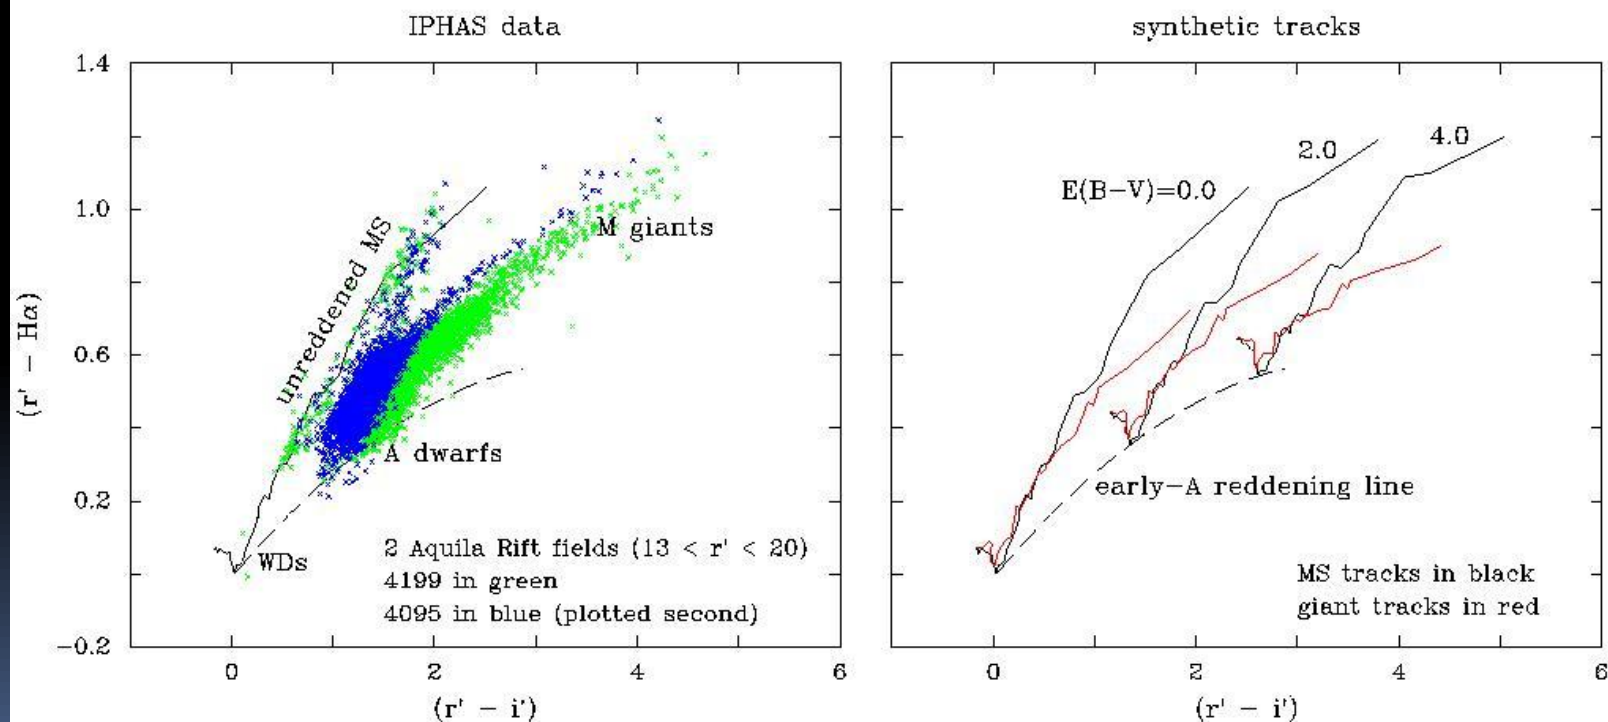 IPHAS data
1.4
1.0
0.6
0.2
−0.2
(r' − Hα)
unreddened MS
M giants
A dwarfs
WDs
2 Aquila Rift fields (13 < r' < 20)
4199 in green
4095 in blue (plotted second)
0 2 4 6
(r' − i')
synthetic tracks
E(B−V)=0.0
2.0
4.0
early−A reddening line
MS tracks in black
giant tracks in red
0 2 4 6
(r' − i')